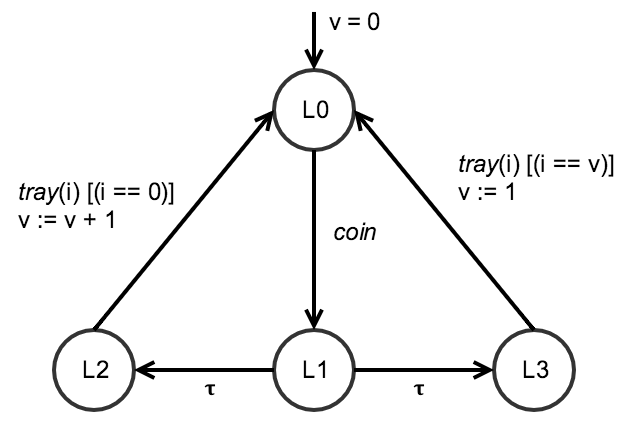 v = 0
L0
tray(i) [(i == 0)]
v := v + 1
tray(i) [(i == v)]
v := 1
coin
L2
L1
L3
τ
τ